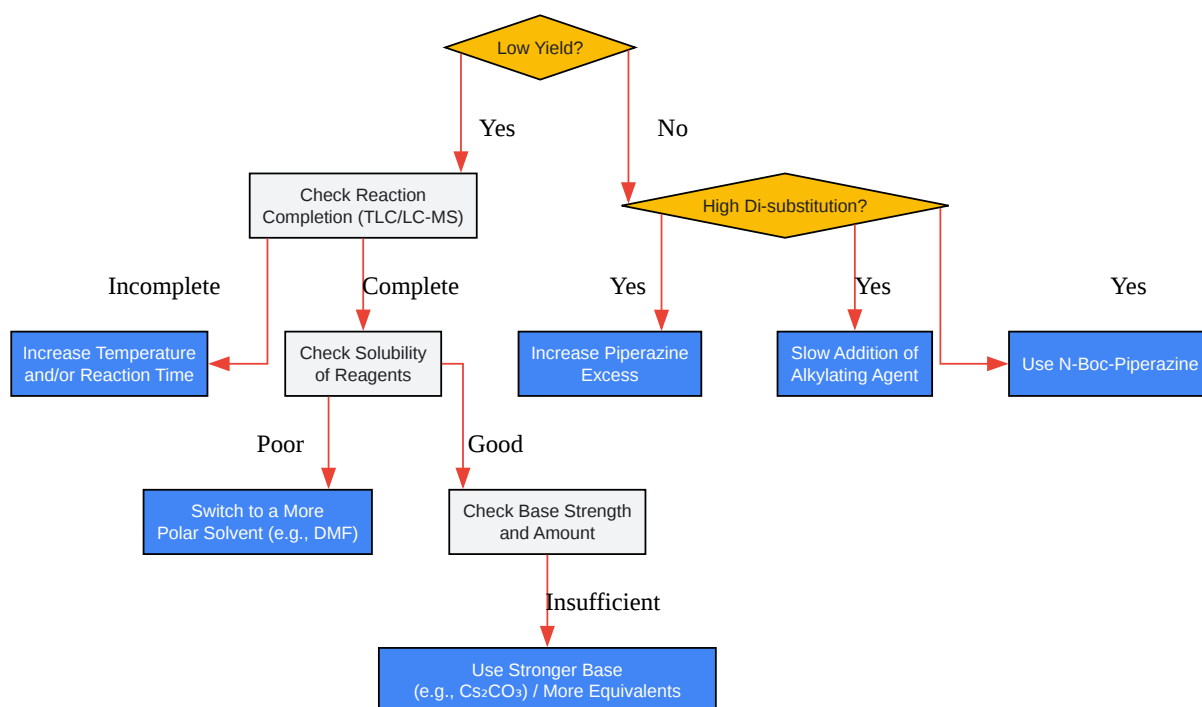 Low Yield?
Yes
No
Check Reaction
Completion (TLC/LC-MS)
High Di-substitution?
Incomplete
Complete
Yes
Yes
Yes
Increase Temperature
and/or Reaction Time
Check Solubility
of Reagents
Increase Piperazine
Excess
Slow Addition of
Alkylating Agent
Use N-Boc-Piperazine
Poor
Good
Switch to a More
Polar Solvent (e.g., DMF)
Check Base Strength
and Amount
Insufficient
Use Stronger Base
(e.g., Cs₂CO₃) / More Equivalents